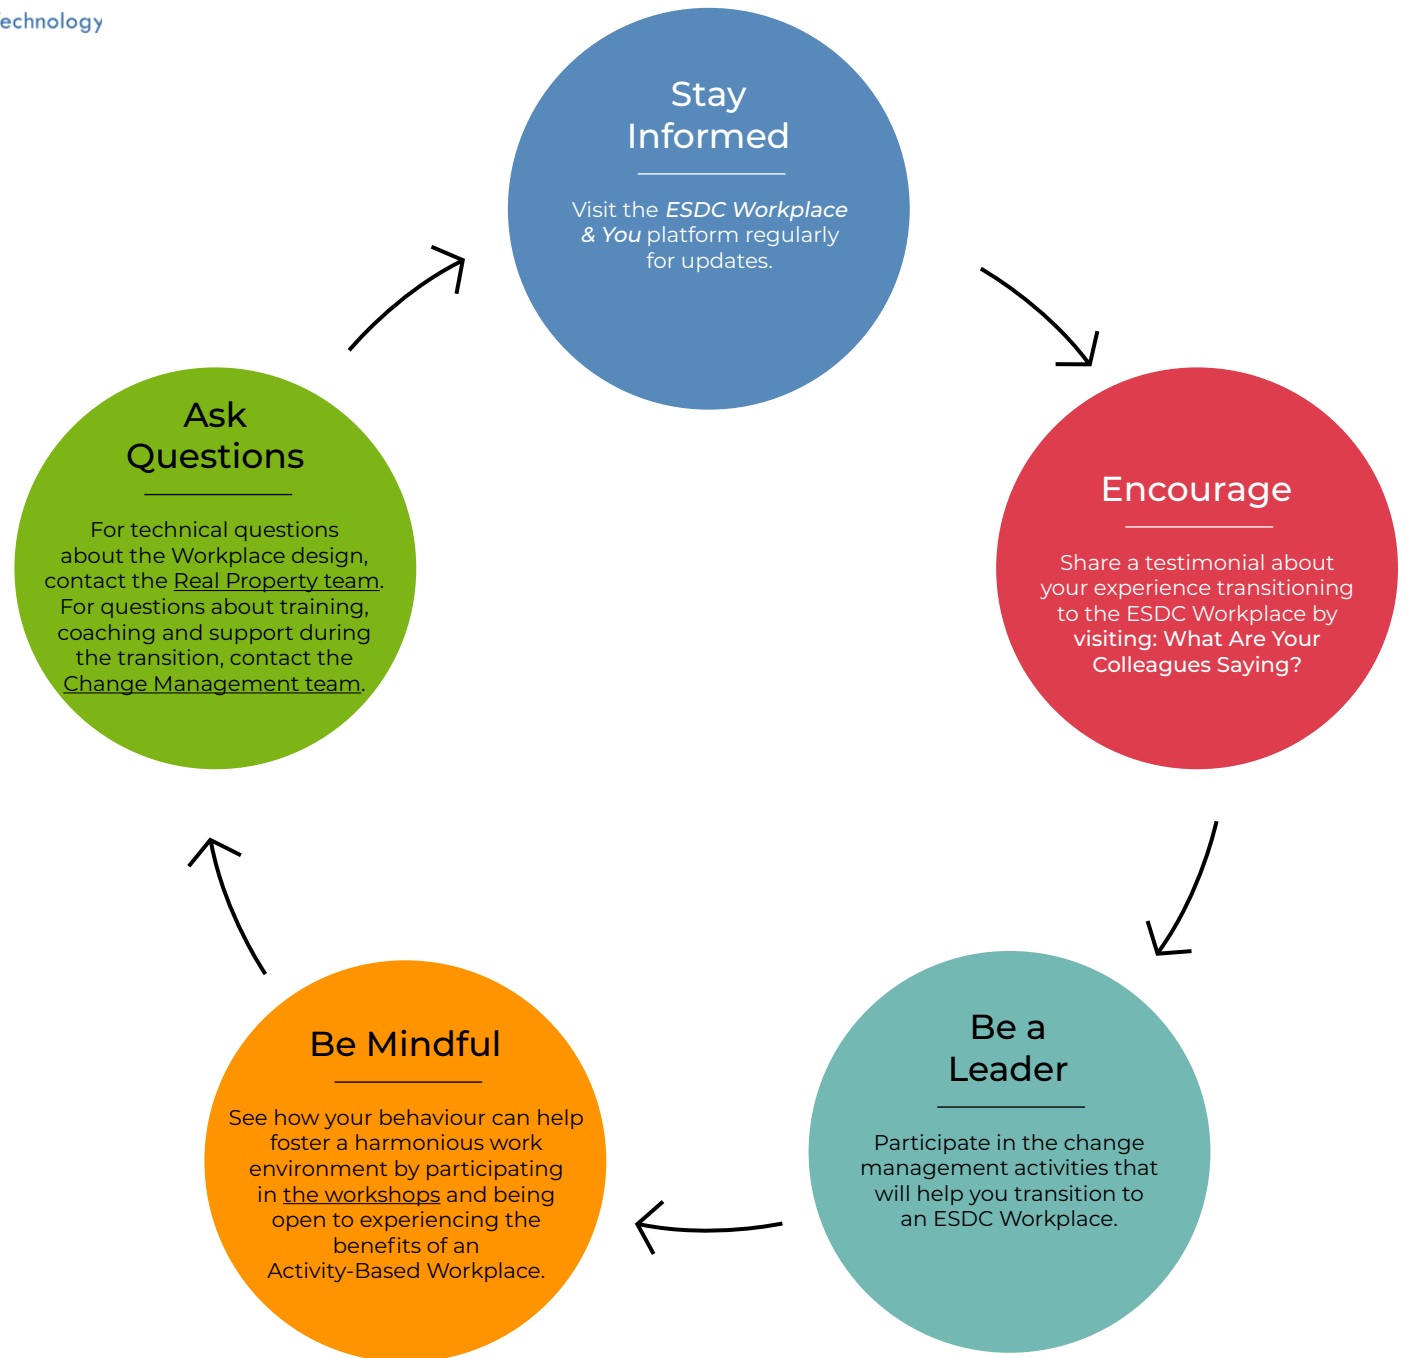 Technology
Stay
Informed
Visit the ESDC Workplace
& You platform regularly
for updates.
Encourage
Share a testimonial about
your experience transitioning
to the ESDC Workplace by
visiting: What Are Your
Colleagues Saying?
Be a
Leader
Participate in the change
management activities that
will help you transition to
an ESDC Workplace.
Be Mindful
See how your behaviour can help
foster a harmonious work
environment by participating
in the workshops and being
open to experiencing the
benefits of an
Activity-Based Workplace.
Ask
Questions
For technical questions
about the Workplace design,
contact the Real Property team.
For questions about training,
coaching and support during
the transition, contact the
Change Management team.